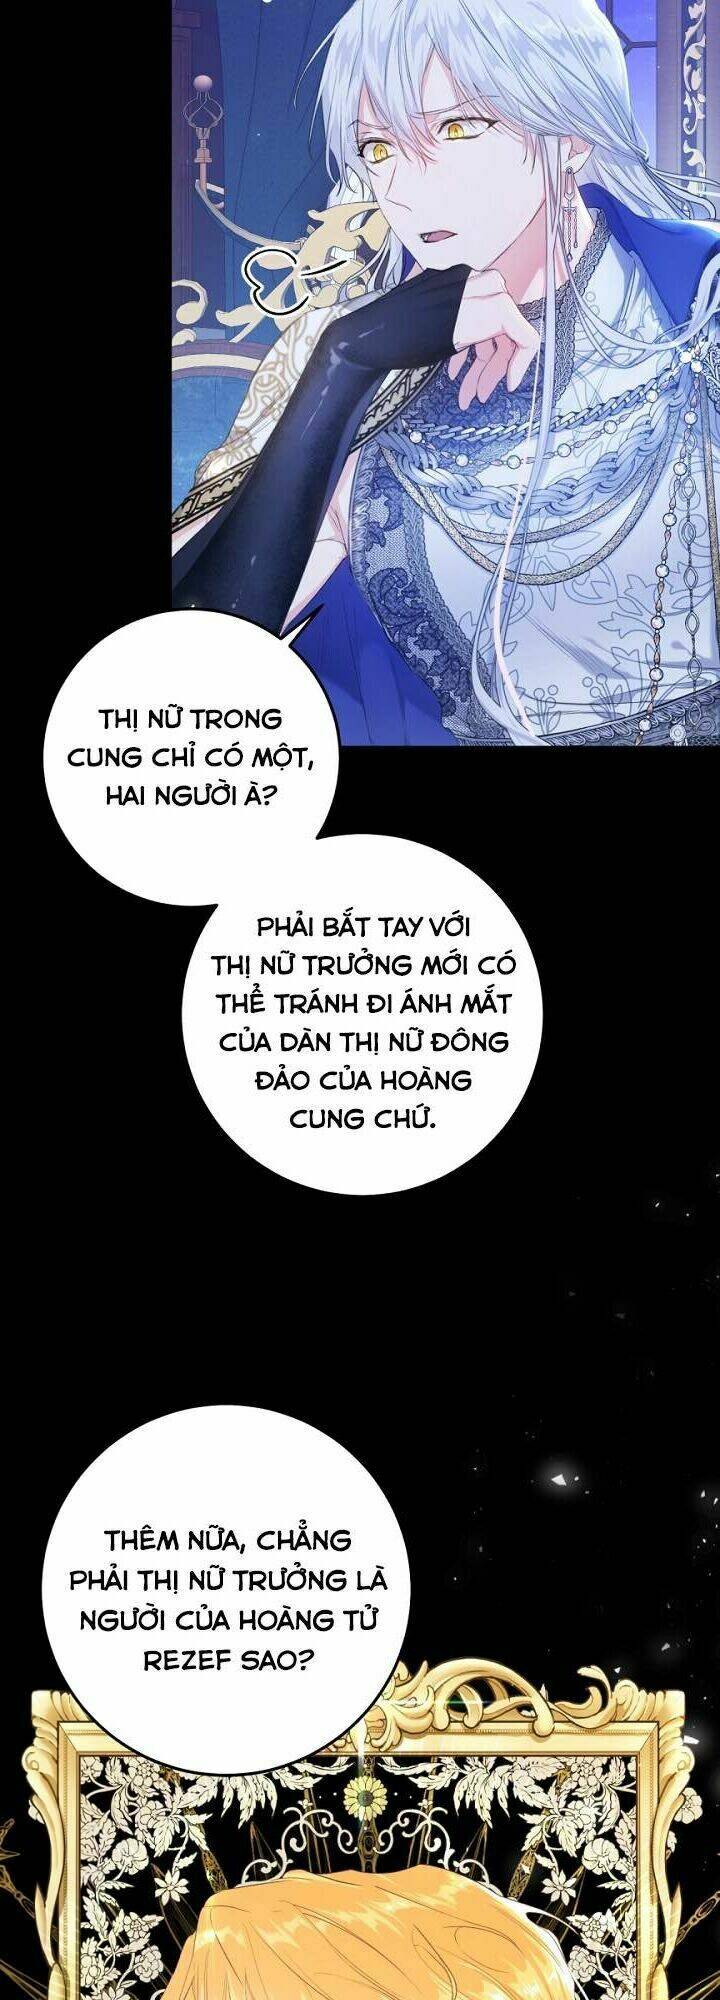 THỊ NỮ TRONG
CUNG CHỈ CÓ MỘT,
HAI NGƯỜI À?
PHẢI BẮT TAY VỚI
THỊ NỮ TRƯỞNG MỚI CÓ
THỂ TRÁNH ĐI ÁNH MẮT
CỦA DÀN THỊ NỮ ĐÔNG
ĐẢO CỦA HOÀNG
CUNG CHỨ.
THÊM NỮA, CHẲNG
PHẢI THỊ NỮ TRƯỞNG LÀ
NGƯỜI CỦA HOÀNG TỬ
REZEF SAO?